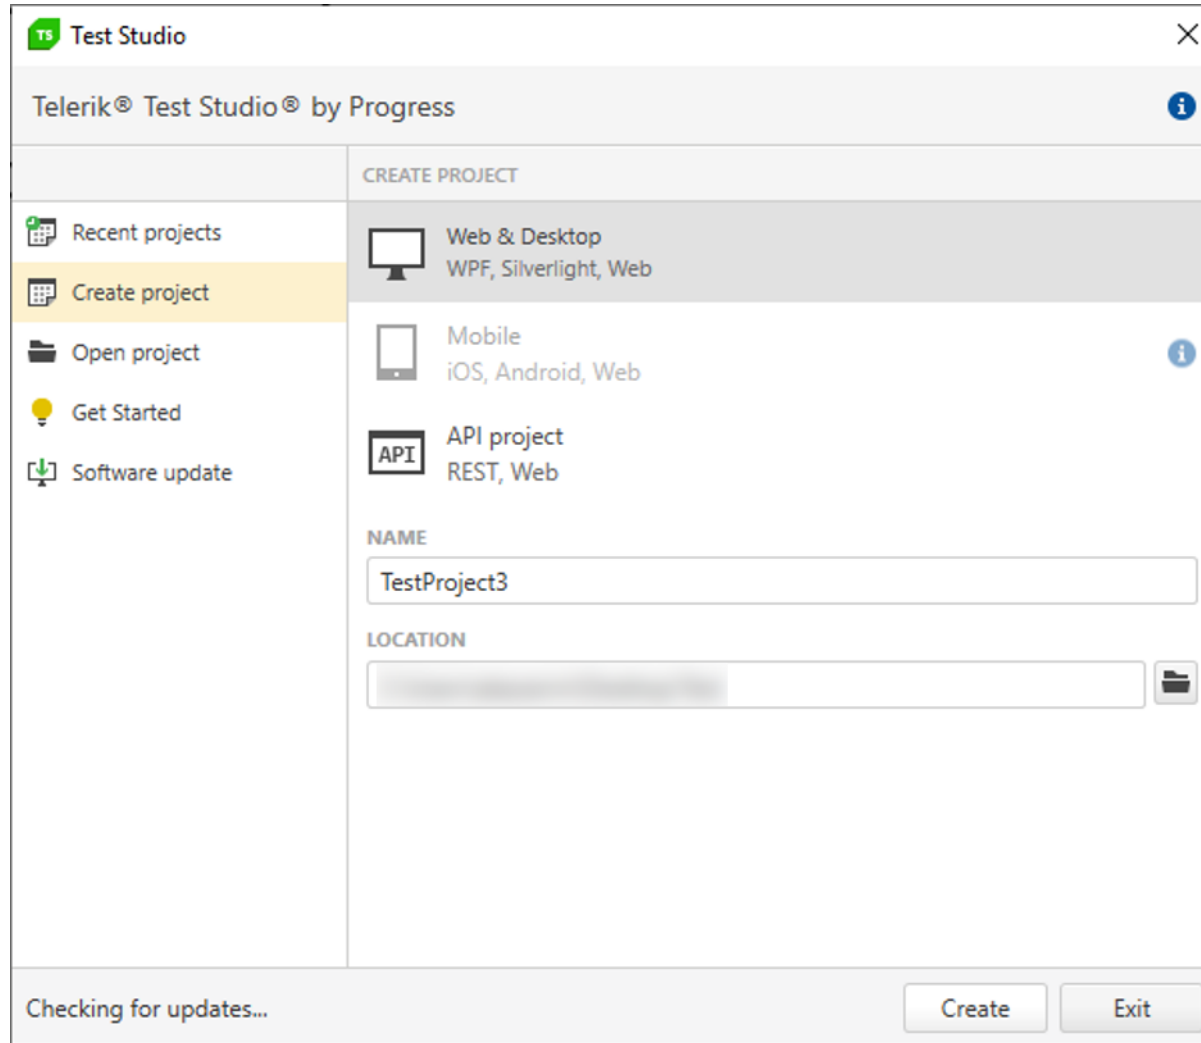 TS Test Studio
Telerik® Test Studio® by Progress
CREATE PROJECT
Recent projects
Create project
Open project
Get Started
Software update
Web & Desktop
WPF, Silverlight, Web
Mobile
iOS, Android, Web
API
API project
REST, Web
NAME
TestProject3
LOCATION
Checking for updates...
Create
Exit